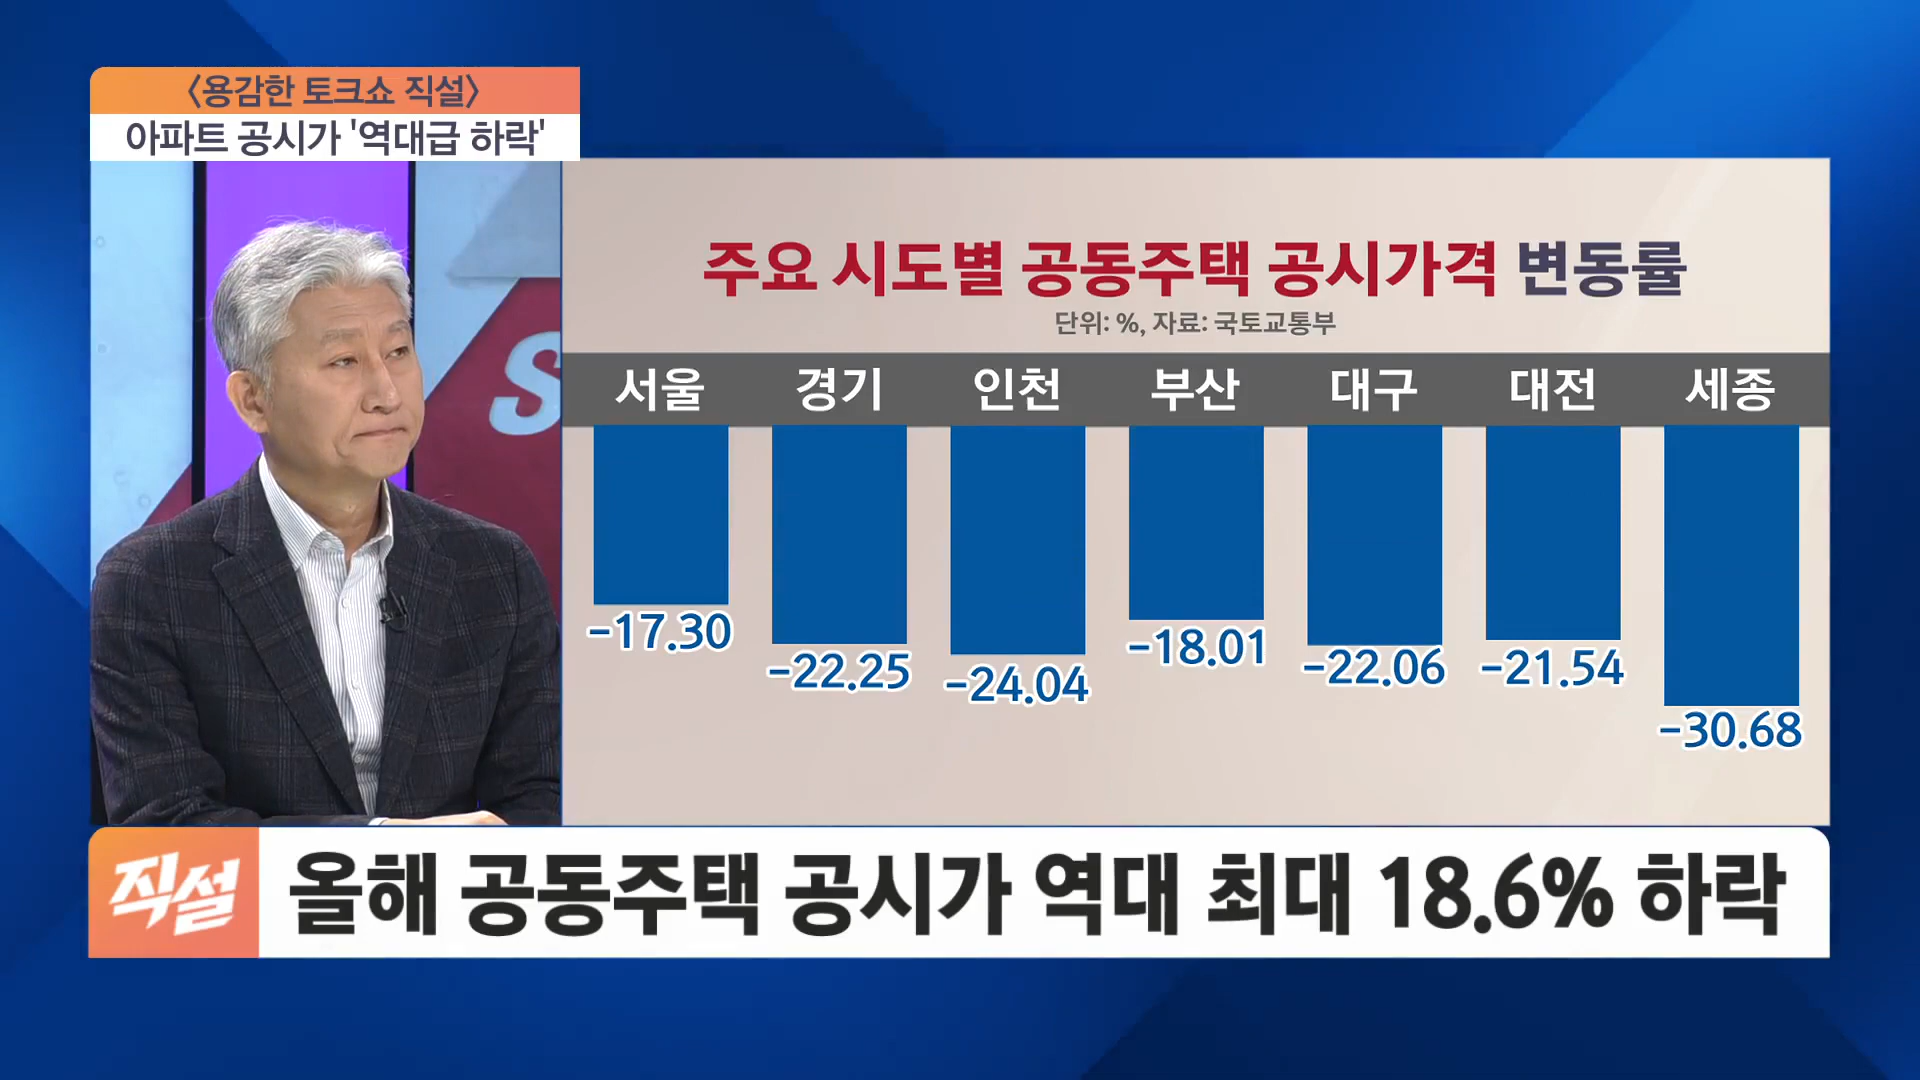 <용감한 토크쇼 직설>
아파트 공시가 '역대급 하락'
주요 시도별 공동주택 공시가격 변동률
단위: %, 자료: 국토교통부
서울 경기 인천 부산 대구 대전 세종
-17.30 -22.25 -24.04 -18.01 -22.06 -21.54 -30.68
S
직설 올해 공동주택 공시가 역대 최대 18.6% 하락